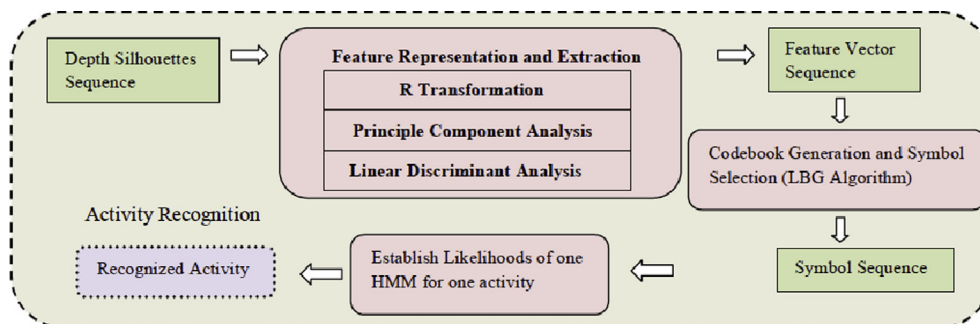 Depth Silhouettes
Sequence
Feature Representation and Extraction
R Transformation
Principle Component Analysis
Linear Discriminant Analysis
Feature Vector
Sequence
Codebook Generation and Symbol
Selection (LBG Algorithm)
Symbol Sequence
Establish Likelihoods of one
HMM for one activity
Activity Recognition
Recognized Activity